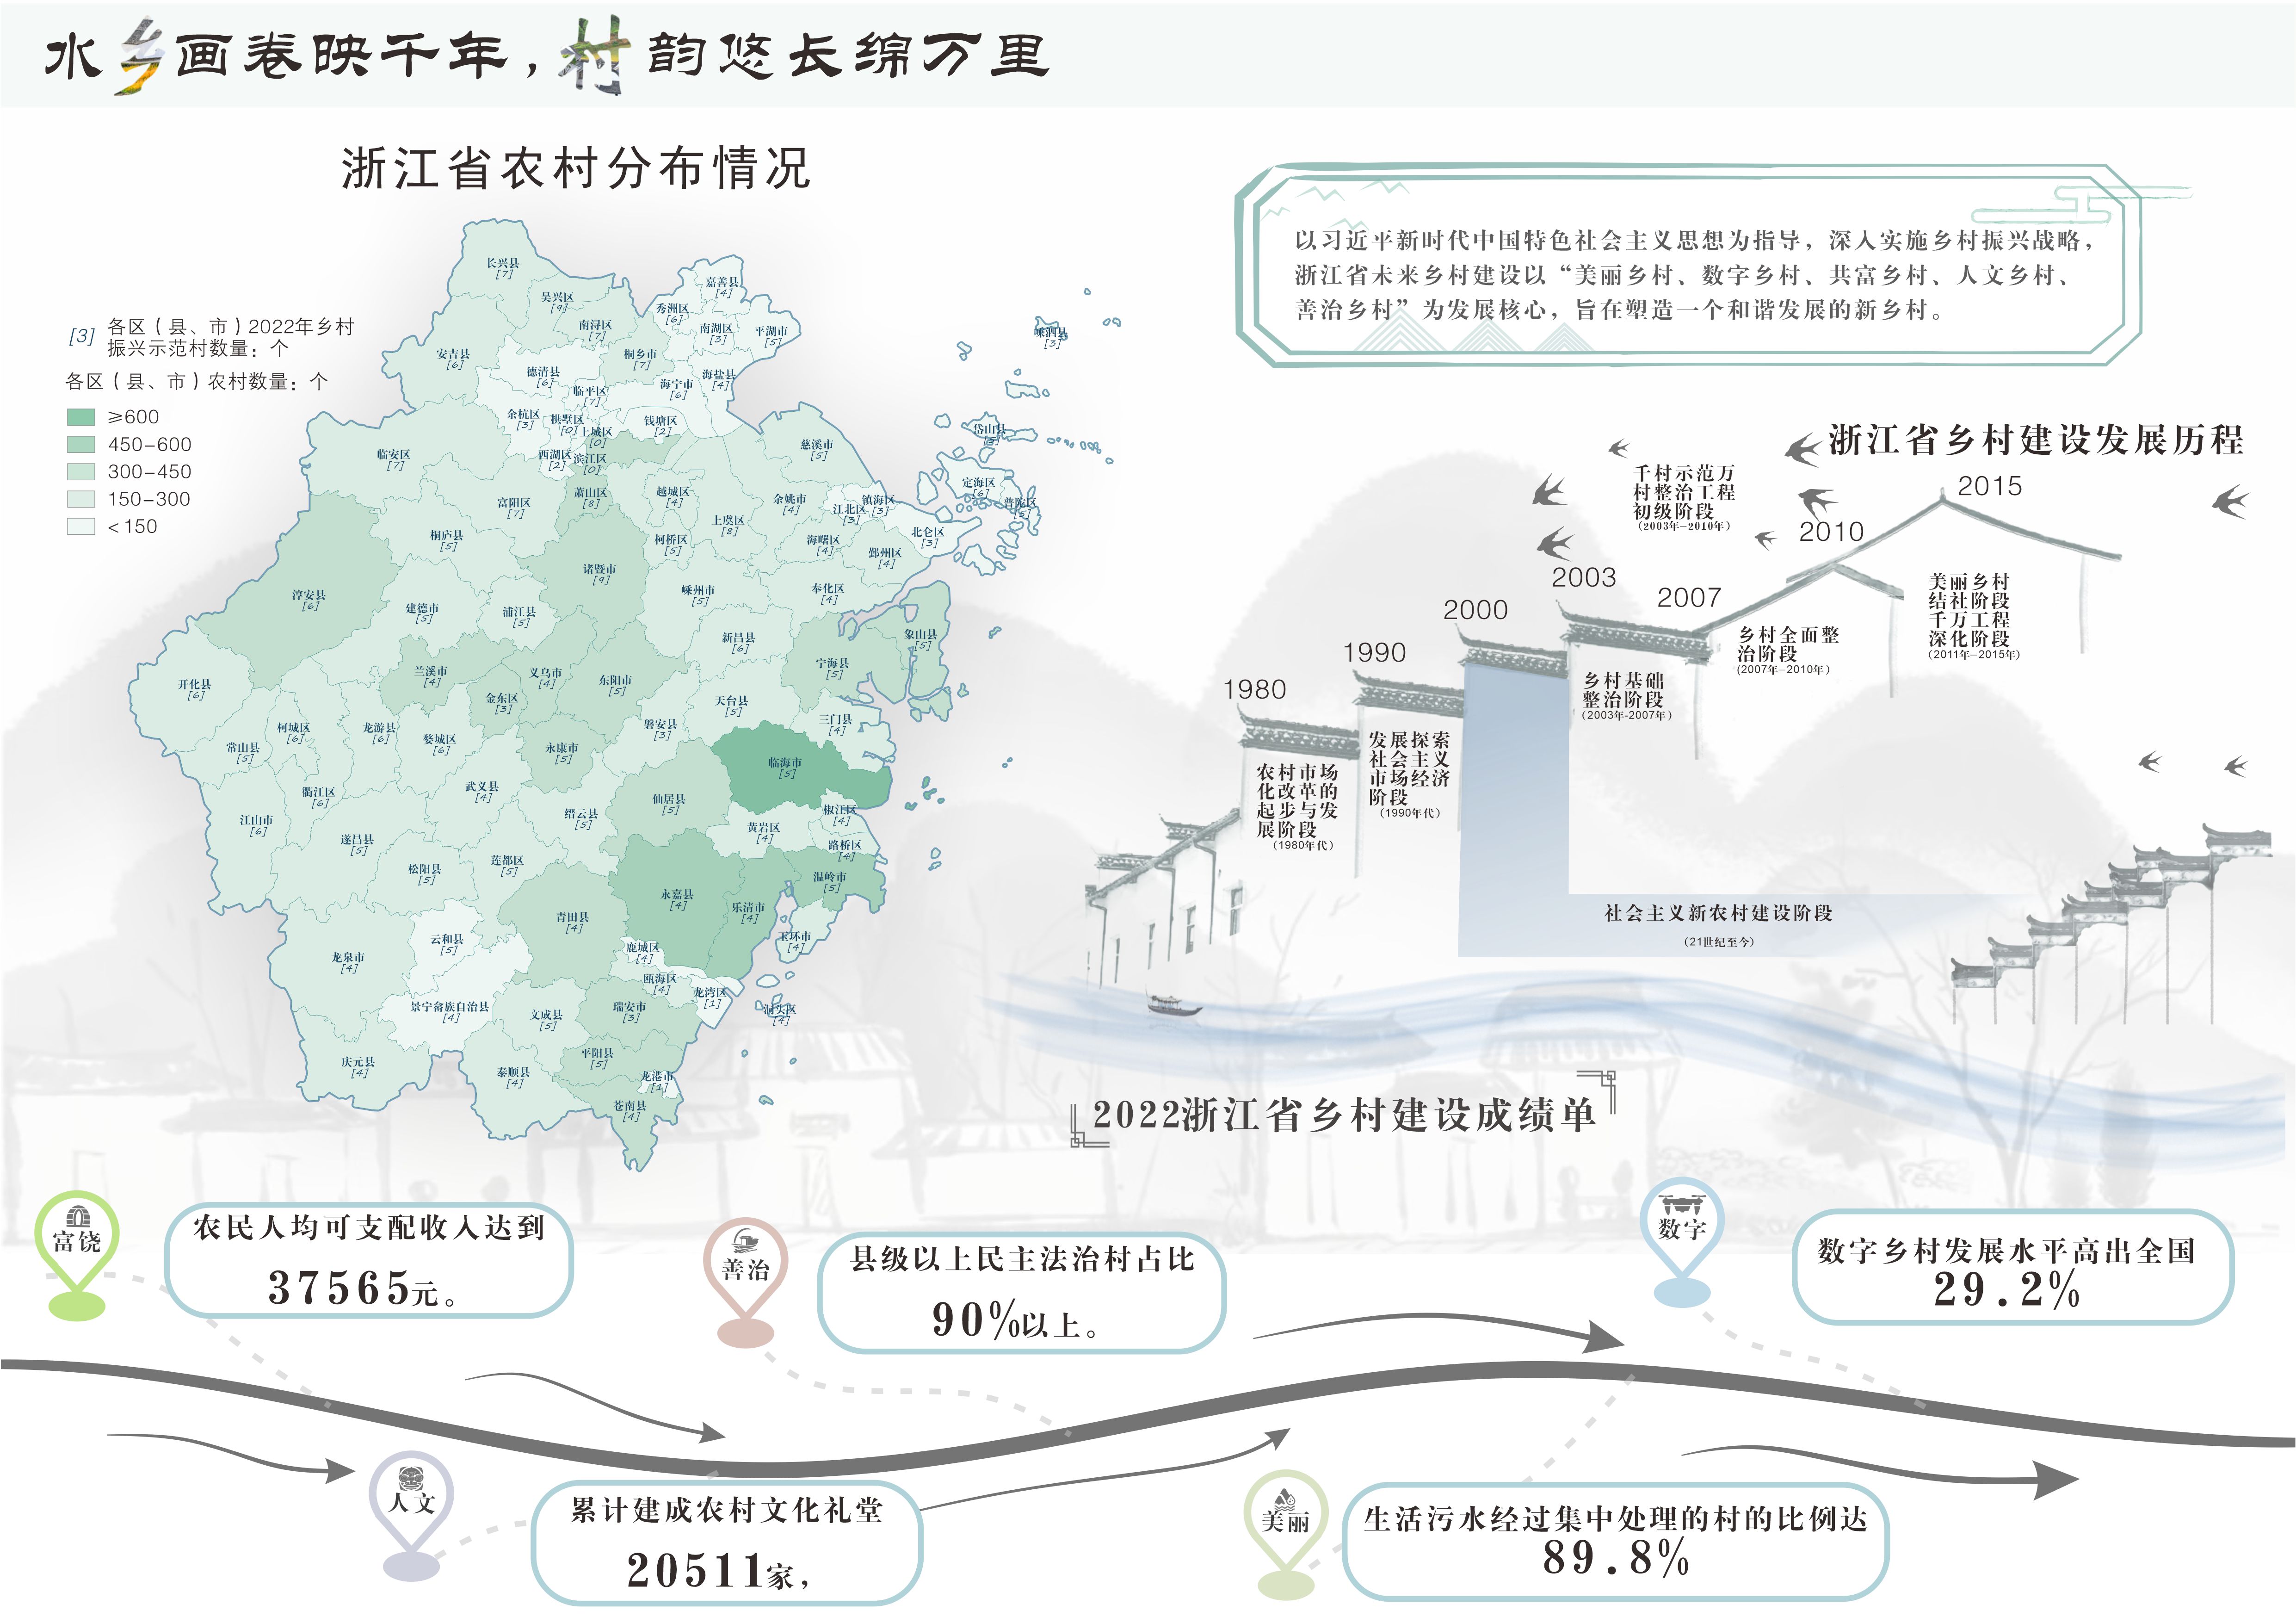 水乡画卷映千年，村韵悠长绵万里
浙江省农村分布情况
[3] 各区（县、市）2022年乡村
振兴示范村数量：个
各区（县、市）农村数量：个
≥600
450-600
300-450
150-300
<150
长兴县
[7]
吴兴区
[9]
南浔区
[7]
安吉县
[6]
德清县
[6]
桐乡市
[7]
秀洲区
[6]
嘉善县
[4]
南湖区
[3]
平湖市
[5]
海盐县
[4]
海宁市
[6]
临平区
[7]
余杭区
[3]
拱墅区
[0]
上城区
[0]
钱塘区
[2]
西湖区
[2]
滨江区
[0]
临安区
[7]
富阳区
[7]
萧山区
[8]
越城区
[4]
柯桥区
[5]
上虞区
[8]
余姚市
[4]
慈溪市
[5]
镇海区
[3]
江北区
[3]
北仑区
[3]
海曙区
[4]
鄞州区
[4]
奉化区
[4]
嵊泗县
[3]
岱山县
[5]
定海区
[6]
普陀区
[5]
桐庐县
[5]
诸暨市
[9]
淳安县
[6]
建德市
[5]
浦江县
[5]
嵊州市
[5]
新昌县
[6]
宁海县
[5]
象山县
[5]
开化县
[6]
兰溪市
[4]
义乌市
[4]
金东区
[3]
东阳市
[5]
天台县
[5]
三门县
[4]
磐安县
[3]
常山县
[5]
柯城区
[6]
龙游县
[6]
婺城区
[6]
永康市
[5]
临海市
[5]
衢江区
[6]
武义县
[4]
缙云县
[5]
仙居县
[5]
黄岩区
[4]
椒江区
[4]
路桥区
[4]
江山市
[6]
遂昌县
[5]
松阳县
[5]
莲都区
[5]
温岭市
[5]
永嘉县
[4]
乐清市
[4]
玉环市
[4]
青田县
[4]
云和县
[5]
龙泉市
[4]
鹿城区
[4]
瓯海区
[4]
龙湾区
[1]
洞头区
[4]
景宁畲族自治县
[4]
文成县
[5]
瑞安市
[3]
平阳县
[5]
龙港市
[1]
庆元县
[4]
泰顺县
[4]
苍南县
[4]
以习近平新时代中国特色社会主义思想为指导，深入实施乡村振兴战略，
浙江省未来乡村建设以“美丽乡村、数字乡村、共富乡村、人文乡村、
善治乡村”为发展核心，旨在塑造一个和谐发展的新乡村。
浙江省乡村建设发展历程
1980
农村市场
化改革的
起步与发
展阶段
（1980年代）
1990
发展探索
社会主义
市场经济
阶段
（1990年代）
2000
社会主义新农村建设阶段
（21世纪至今）
2003
乡村基础
整治阶段
（2003年-2007年）
千村示范万
村整治工程
初级阶段
（2003年—2010年）
2007
乡村全面整
治阶段
（2007年—2010年）
2010
2015
美丽乡村
结社阶段
千万工程
深化阶段
（2011年—2015年）
2022浙江省乡村建设成绩单
富饶
农民人均可支配收入达到
37565元。
善治
县级以上民主法治村占比
90%以上。
数字
数字乡村发展水平高出全国
29.2%
人文
累计建成农村文化礼堂
20511家，
美丽
生活污水经过集中处理的村的比例达
89.8%